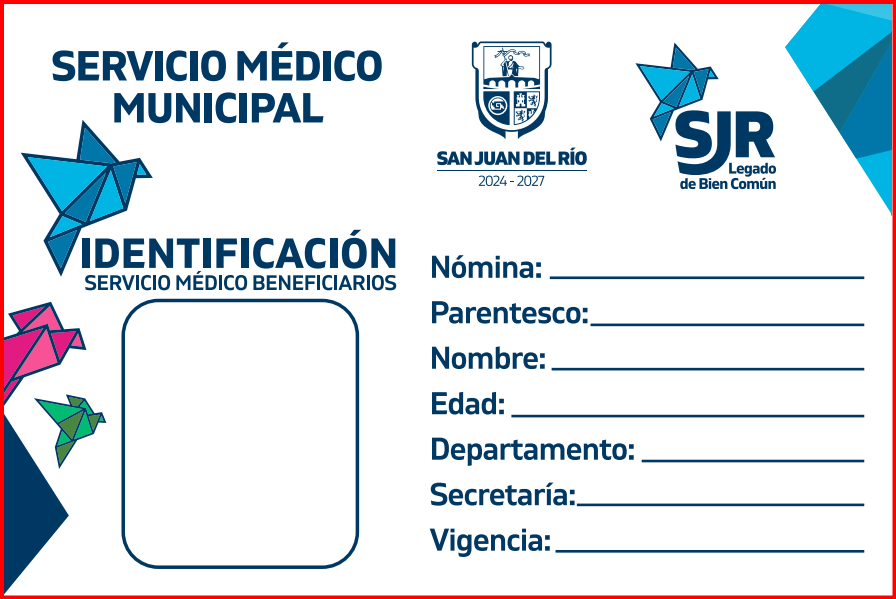 SERVICIO MÉDICO
MUNICIPAL
SAN JUAN DEL RÍO
2024 - 2027
SJR
Legado
de Bien Común
IDENTIFICACIÓN
SERVICIO MÉDICO BENEFICIARIOS
Nómina:
Parentesco:
Nombre:
Edad:
Departamento:
Secretaría:
Vigencia: